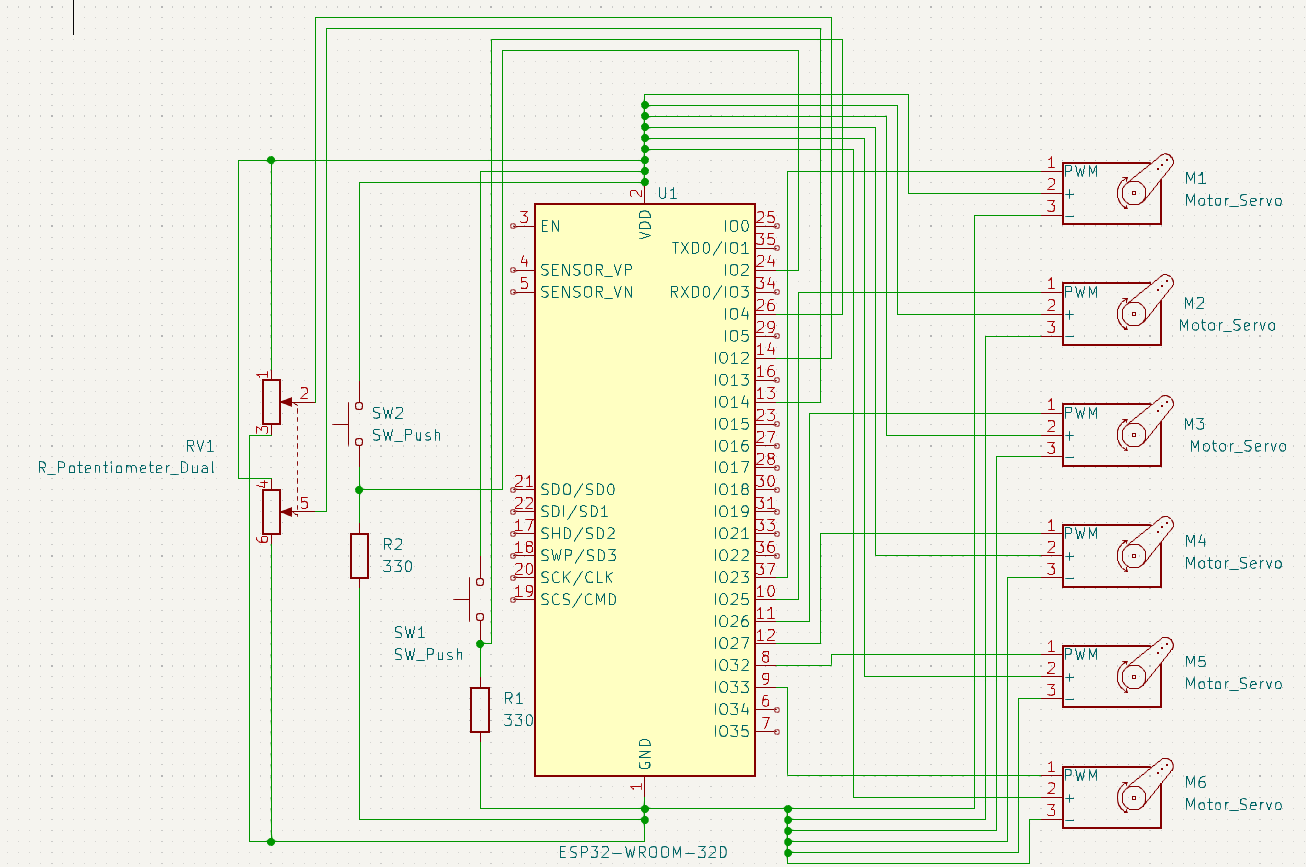 U1
ESP32-WROOM-32D
2
VDD
3 EN
4 SENSOR_VP
5 SENSOR_VN
21 SDO/SD0
22 SDI/SD1
17 SHD/SD2
18 SWP/SD3
20 SCK/CLK
19 SCS/CMD
IO0 25
TXD0/IO1 35
IO2 24
RXD0/IO3 34
IO4 26
IO5 29
IO12 14
IO13 16
IO14 13
IO15 23
IO16 27
IO17 28
IO18 30
IO19 31
IO21 33
IO22 36
IO23 37
IO25 10
IO26 11
IO27 12
IO32 8
IO33 9
IO34 6
IO35 7
GND
1
RV1
R_Potentiometer_Dual
1
2
3
4
5
6
SW2
SW_Push
R2
330
SW1
SW_Push
R1
330
1 PWM
2 +
3 −
M1
Motor_Servo
1 PWM
2 +
3 −
M2
Motor_Servo
1 PWM
2 +
3 −
M3
Motor_Servo
1 PWM
2 +
3 −
M4
Motor_Servo
1 PWM
2 +
3 −
M5
Motor_Servo
1 PWM
2 +
3 −
M6
Motor_Servo